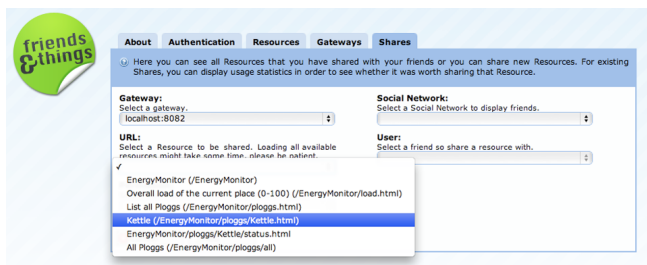 friends
&things
About Authentication Resources Gateways Shares
Here you can see all Resources that you have shared with your friends or you can share new Resources. For existing
Shares, you can display usage statistics in order to see whether it was worth sharing that Resource.
Gateway:
Select a gateway.
localhost:8082
Social Network:
Select a Social Network to display friends.
URL:
Select a Resource to be shared. Loading all available
resources might take some time, please be patient.
User:
Select a friend so share a resource with.
✓
EnergyMonitor (/EnergyMonitor)
Overall load of the current place (0-100) (/EnergyMonitor/load.html)
List all Ploggs (/EnergyMonitor/ploggs.html)
Kettle (/EnergyMonitor/ploggs/Kettle.html)
EnergyMonitor/ploggs/Kettle/status.html
All Ploggs (/EnergyMonitor/ploggs/all)